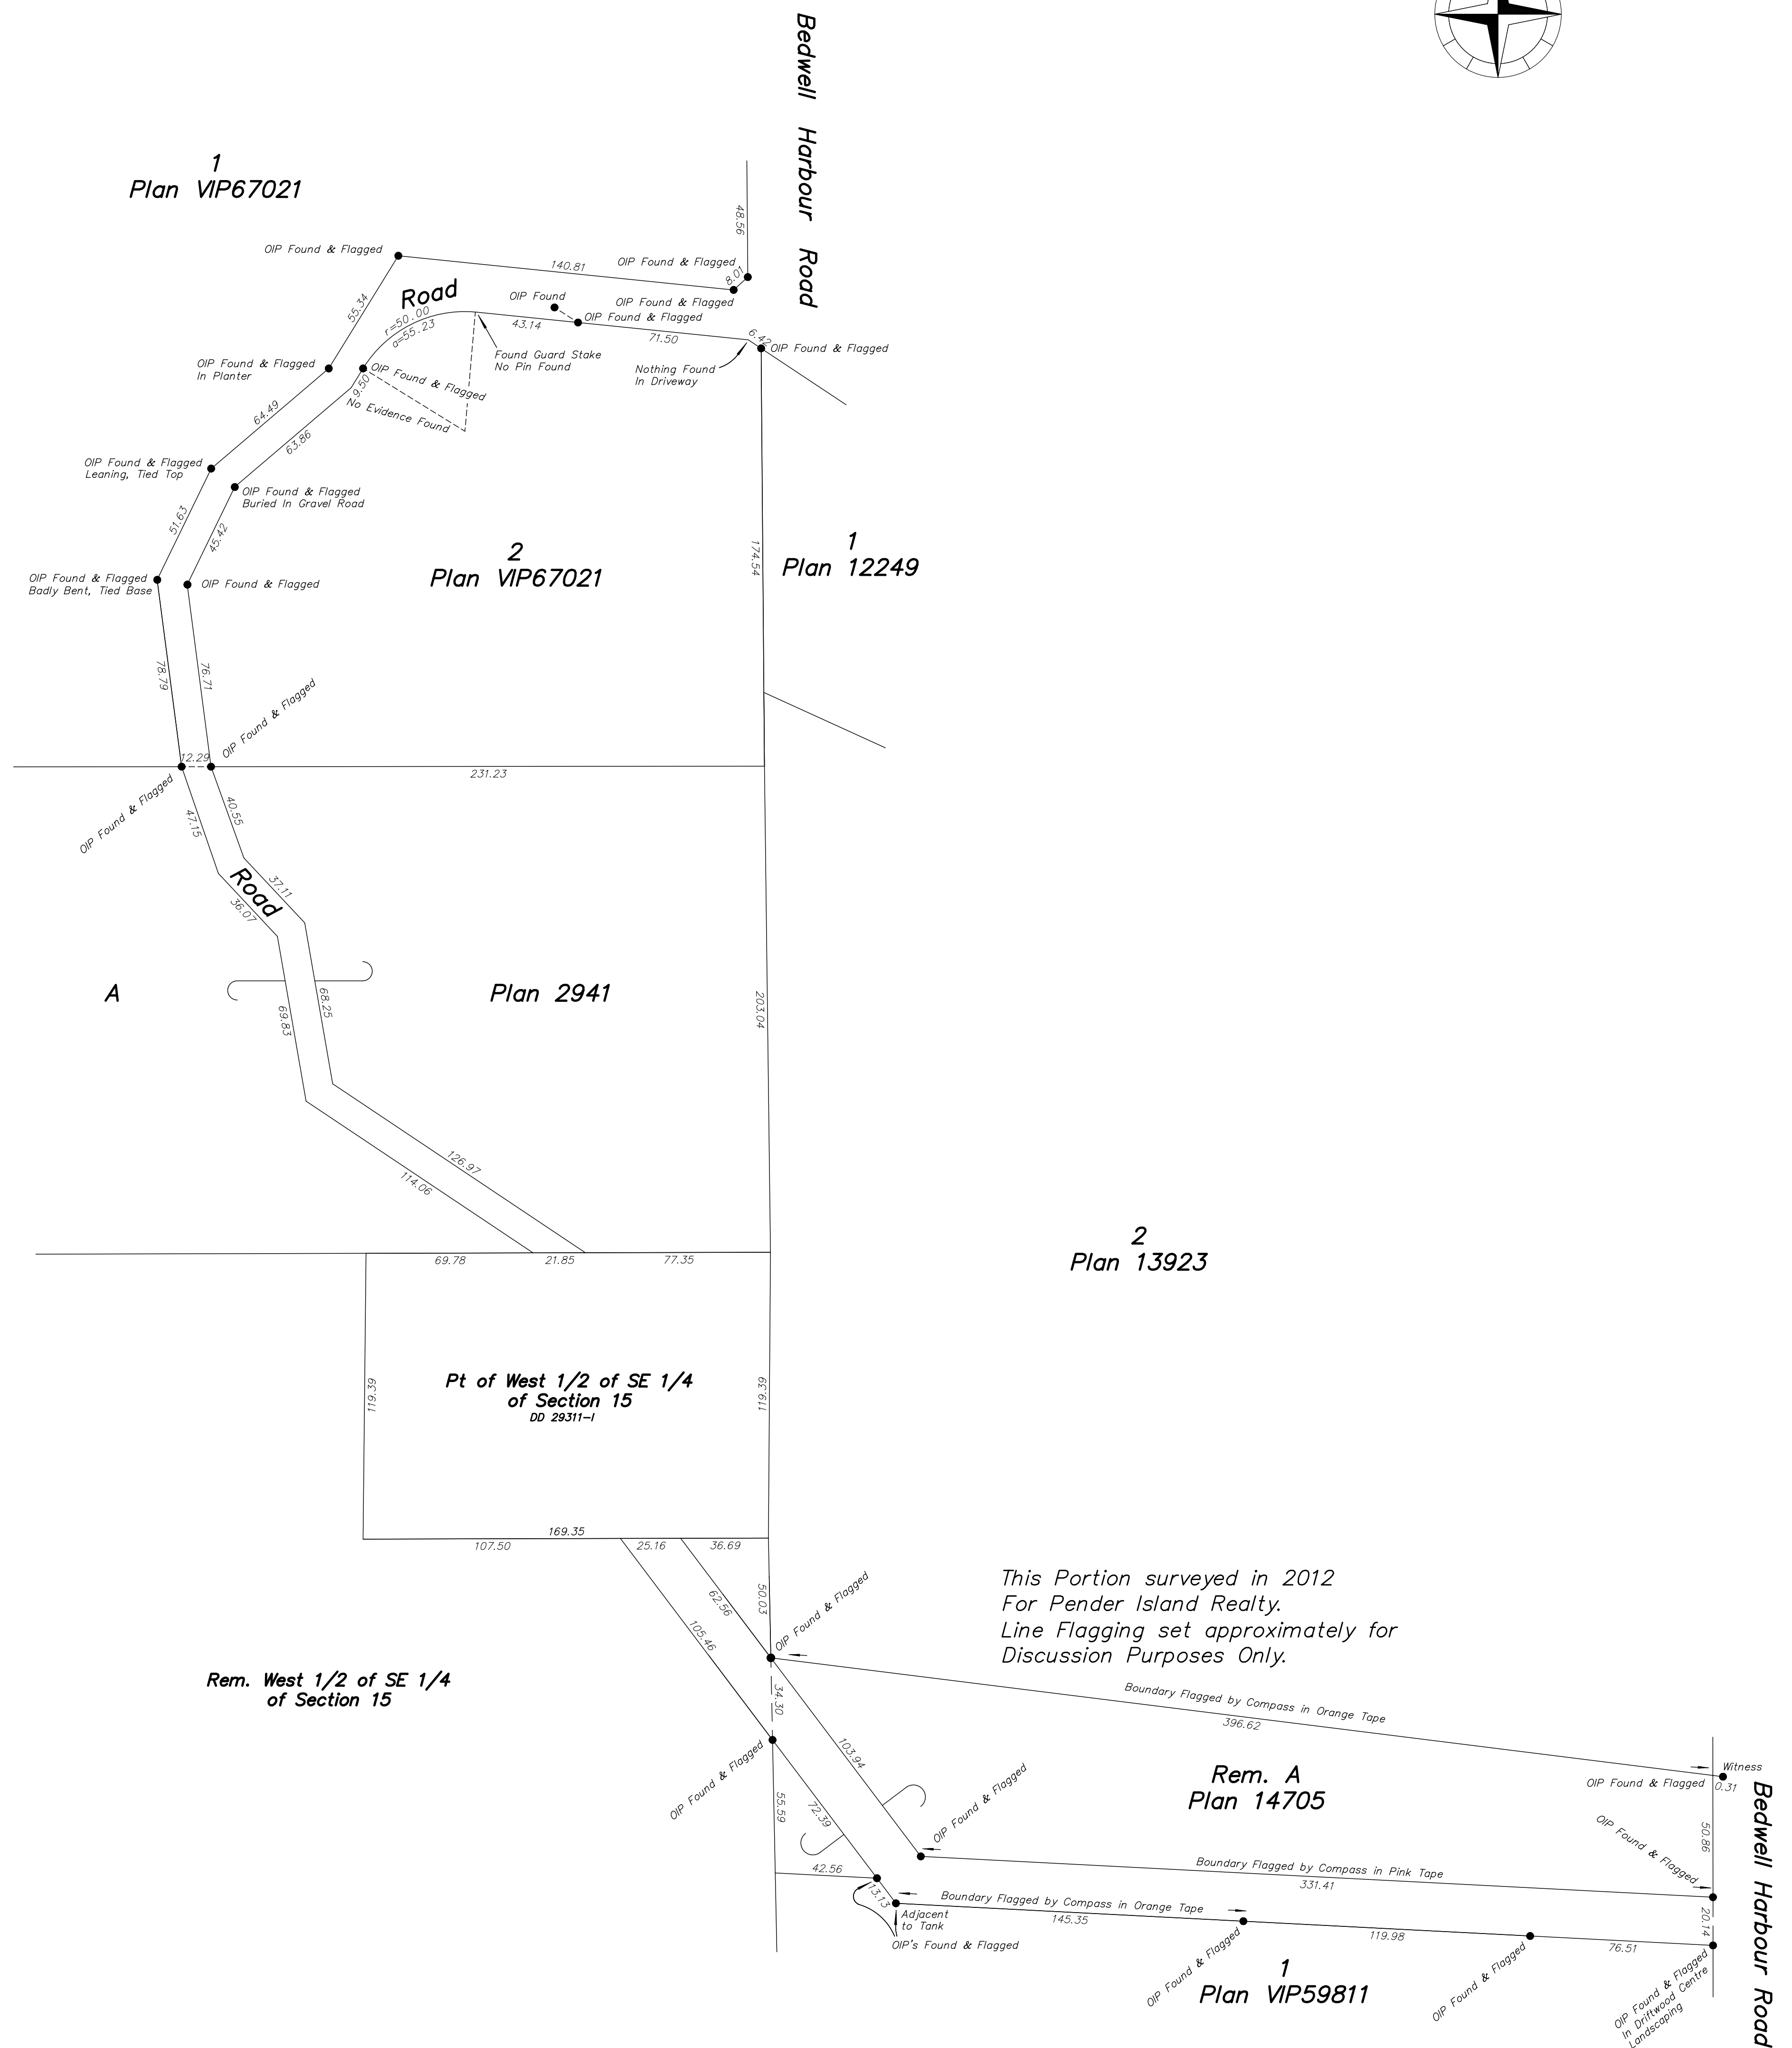 Bedwell Harbour Road
1
Plan VIP67021
48.56
OIP Found & Flagged
140.81
OIP Found & Flagged
8.01
OIP Found & Flagged
Road
OIP Found
OIP Found & Flagged
55.34
r=50.00
a=55.23
43.14
71.50
6.42
OIP Found & Flagged
Found Guard Stake
No Pin Found
Nothing Found
In Driveway
OIP Found & Flagged
In Planter
OIP Found & Flagged
9.50
No Evidence Found
64.49
63.86
OIP Found & Flagged
Leaning, Tied Top
OIP Found & Flagged
Buried In Gravel Road
51.63
45.42
2
Plan VIP67021
174.54
1
Plan 12249
OIP Found & Flagged
Badly Bent, Tied Base
OIP Found & Flagged
78.79
76.71
OIP Found & Flagged
12.29
231.23
OIP Found & Flagged
47.15
40.55
Road
37.11
36.07
A
Plan 2941
203.04
69.83
68.25
126.97
114.06
2
Plan 13923
69.78
21.85
77.35
119.39
Pt of West 1/2 of SE 1/4
of Section 15
DD 29311-I
119.39
169.35
107.50
25.16
36.69
This Portion surveyed in 2012
For Pender Island Realty.
Line Flagging set approximately for
Discussion Purposes Only.
62.56
50.03
OIP Found & Flagged
105.46
Rem. West 1/2 of SE 1/4
of Section 15
34.30
Boundary Flagged by Compass in Orange Tape
396.62
OIP Found & Flagged
103.94
Rem. A
Plan 14705
Witness
OIP Found & Flagged
0.31
Bedwell Harbour Road
55.59
72.39
OIP Found & Flagged
OIP Found & Flagged
50.86
Boundary Flagged by Compass in Pink Tape
331.41
42.56
13.13
Boundary Flagged by Compass in Orange Tape
145.35
Adjacent
to Tank
OIP's Found & Flagged
119.98
76.51
20.14
OIP Found & Flagged
OIP Found & Flagged
OIP Found & Flagged
In Driftwood Centre
Landscaping
1
Plan VIP59811